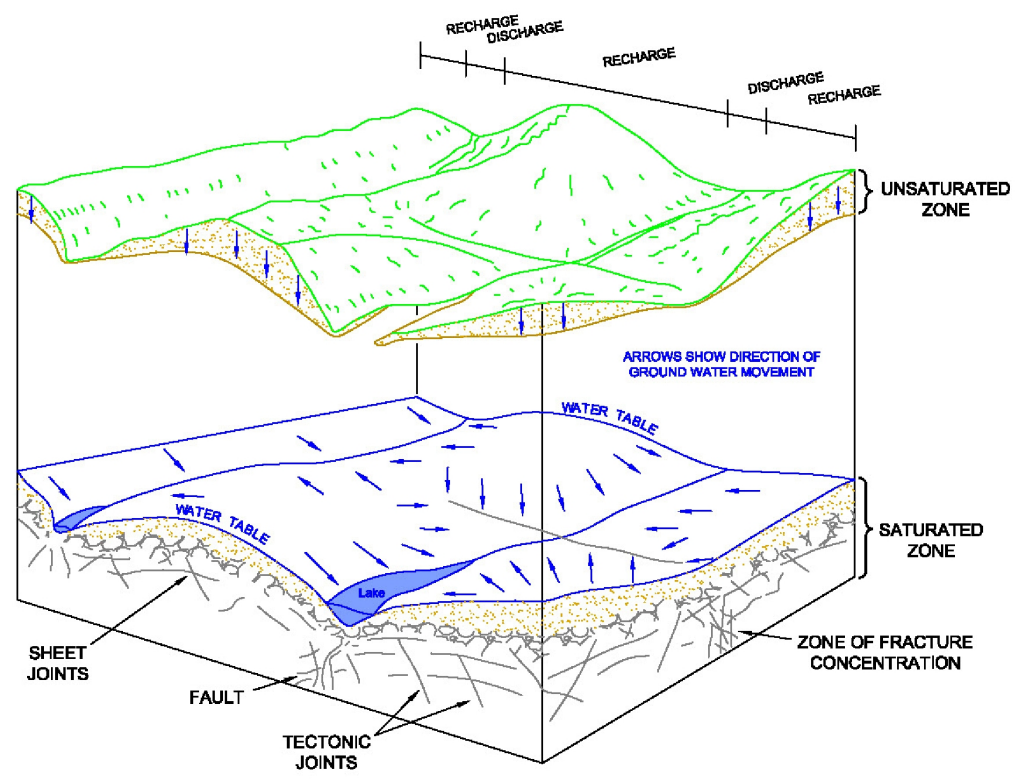 RECHARGE
DISCHARGE
RECHARGE
DISCHARGE
RECHARGE
UNSATURATED
ZONE
ARROWS SHOW DIRECTION OF
GROUND WATER MOVEMENT
WATER TABLE
WATER TABLE
Lake
SATURATED
ZONE
SHEET
JOINTS
FAULT
TECTONIC
JOINTS
ZONE OF FRACTURE
CONCENTRATION